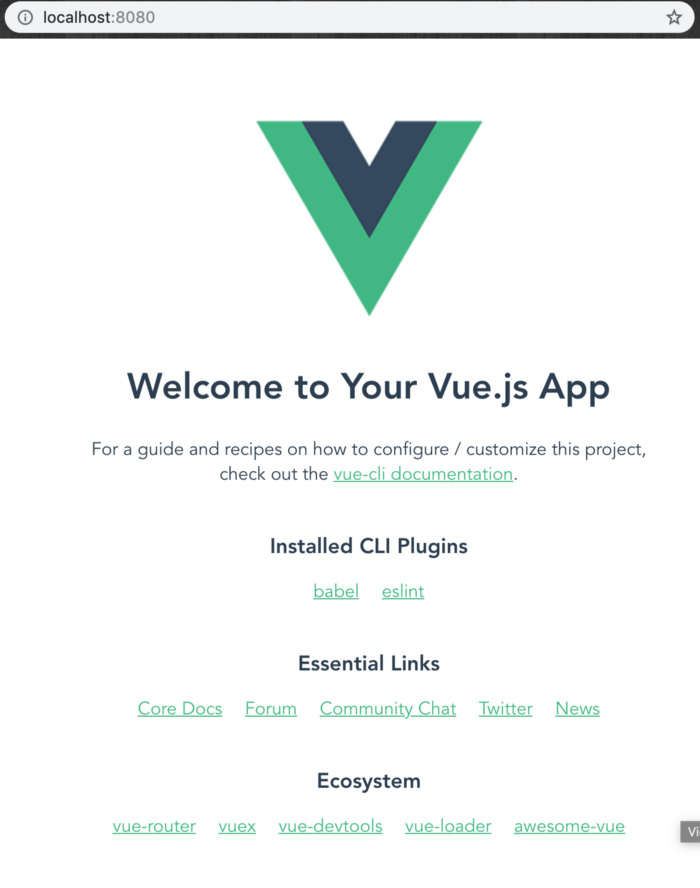 localhost:8080
Welcome to Your Vue.js App
For a guide and recipes on how to configure / customize this project,
check out the vue-cli documentation.
Installed CLI Plugins
babel eslint
Essential Links
Core Docs Forum Community Chat Twitter News
Ecosystem
vue-router vuex vue-devtools vue-loader awesome-vue